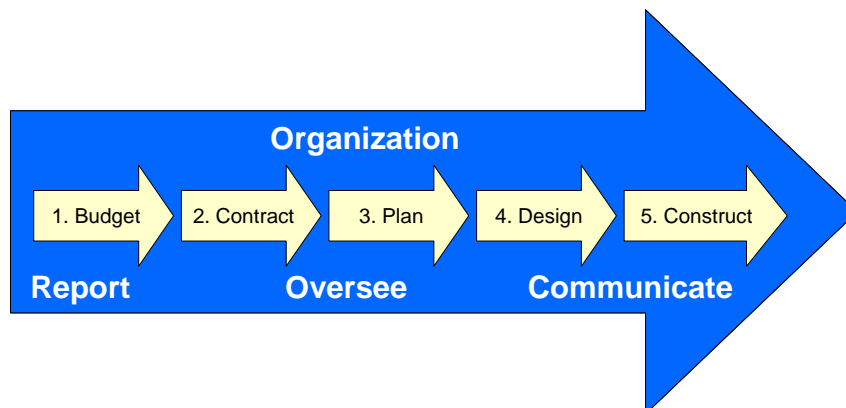 Organization
1. Budget
2. Contract
3. Plan
4. Design
5. Construct
Report
Oversee
Communicate